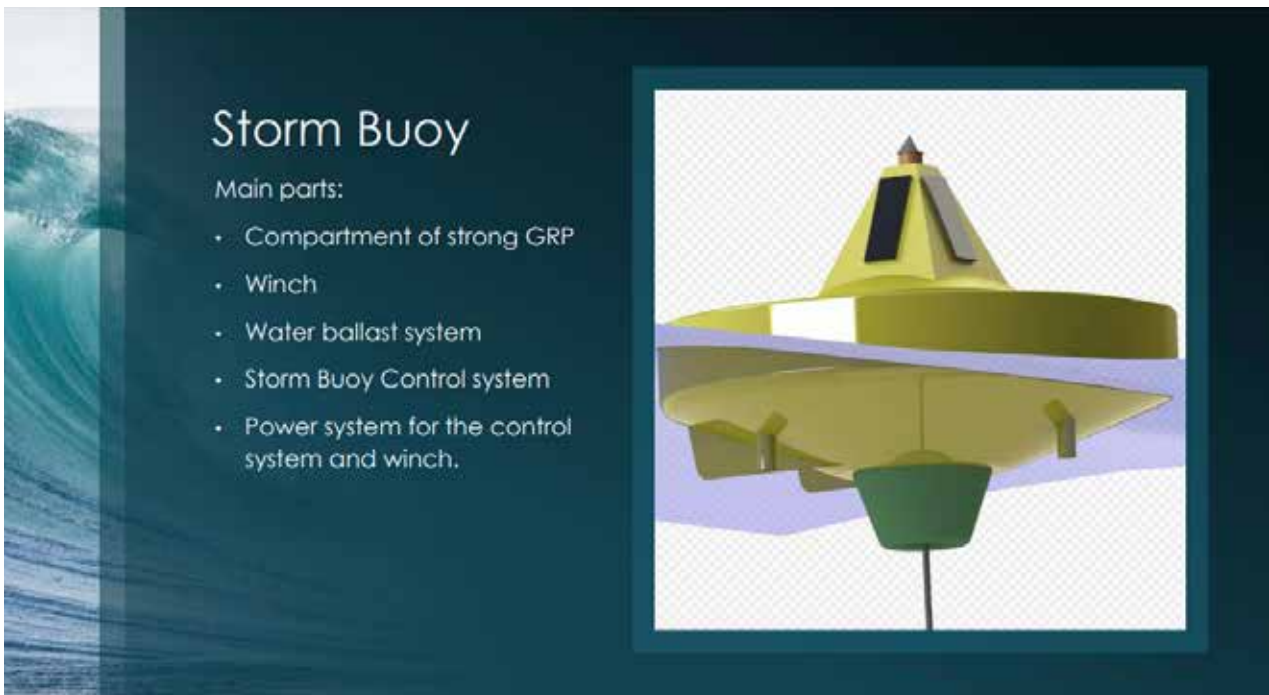 Storm Buoy
Main parts:
• Compartment of strong GRP
• Winch
• Water ballast system
• Storm Buoy Control system
• Power system for the control
system and winch.